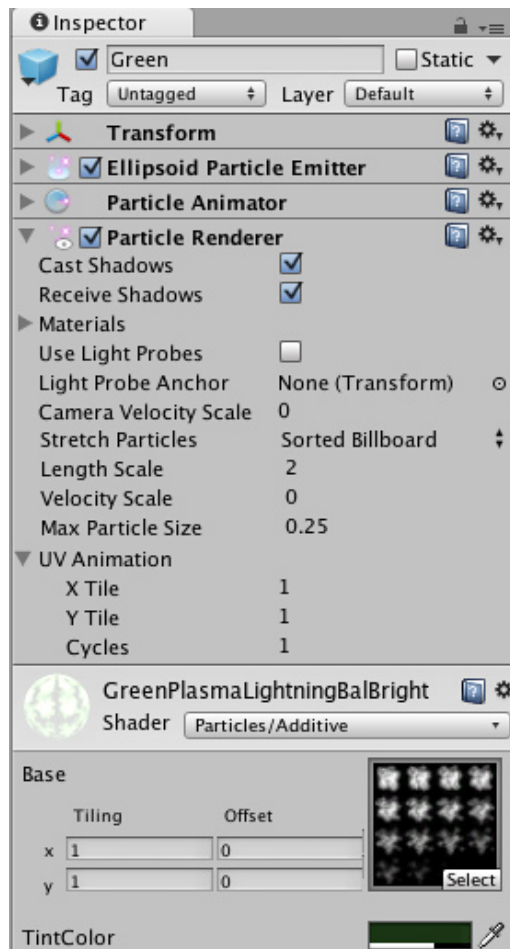 Inspector
Green Static
Tag Untagged Layer Default
Transform
Ellipsoid Particle Emitter
Particle Animator
Particle Renderer
Cast Shadows
Receive Shadows
Materials
Use Light Probes
Light Probe Anchor None (Transform)
Camera Velocity Scale 0
Stretch Particles Sorted Billboard
Length Scale 2
Velocity Scale 0
Max Particle Size 0.25
UV Animation
X Tile 1
Y Tile 1
Cycles 1
GreenPlasmaLightningBalBright
Shader Particles/Additive
Base
Tiling Offset
x 1 0
y 1 0
Select
TintColor